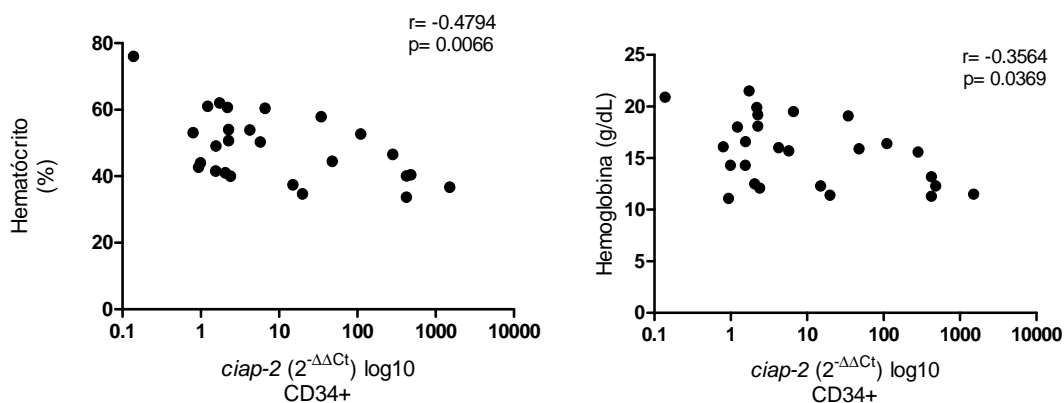 r= -0.4794
p= 0.0066
80
60
40
20
0
Hematócrito
(%)
0.1 1 10 100 1000 10000
ciap-2 (2^-ΔΔCt) log10
CD34+
r= -0.3564
p= 0.0369
25
20
15
10
5
0
Hemoglobina (g/dL)
0.1 1 10 100 1000 10000
ciap-2 (2^-ΔΔCt) log10
CD34+